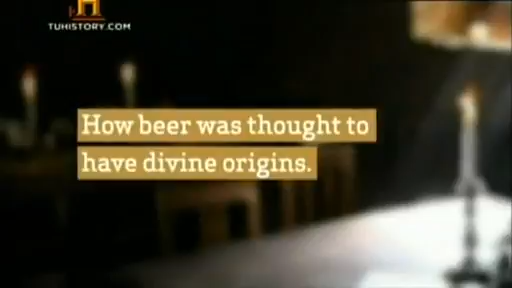 H
TUHISTORY.COM
How beer was thought to
have divine origins.